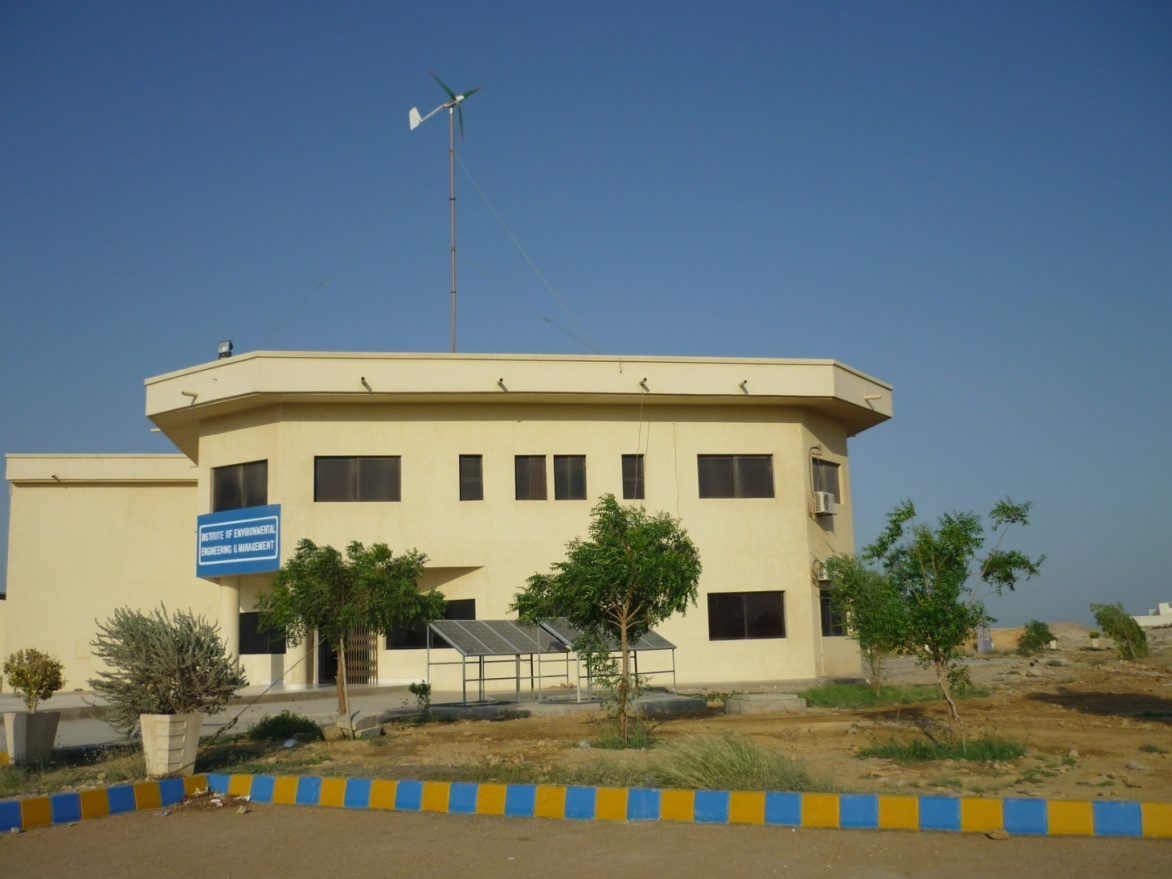 INSTITUTE OF ENVIRONMENTAL
ENGINEERING & MANAGEMENT